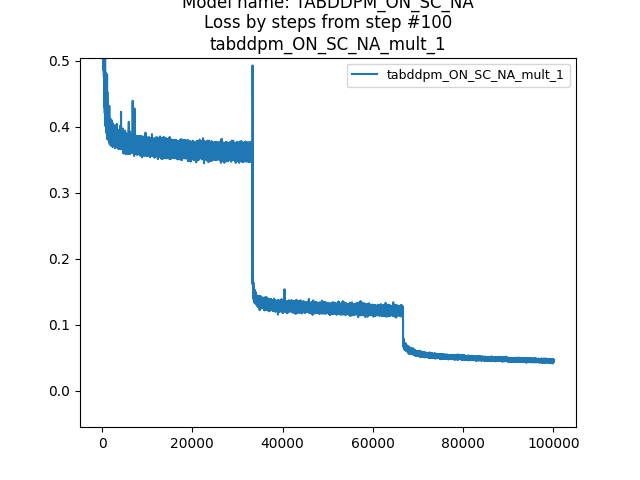 Model name: TABDDPM_ON_SC_NA
Loss by steps from step #100
tabddpm_ON_SC_NA_mult_1
tabddpm_ON_SC_NA_mult_1
0.5
0.4
0.3
0.2
0.1
0.0
0 20000 40000 60000 80000 100000